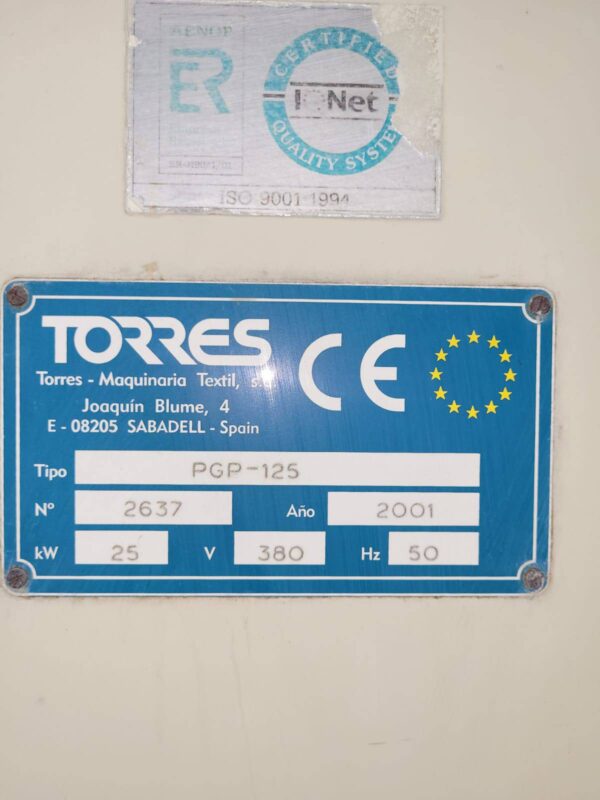 AENOR
ER
CERTIFIED
IQNet
QUALITY SYSTEM
ISO 9001-1994
TORRES
Torres - Maquinaria Textil, s.a
CE
Joaquín Blume, 4
E - 08205 SABADELL - Spain
Tipo PGP-125
Nº 2637 Año 2001
kW 25 V 380 Hz 50